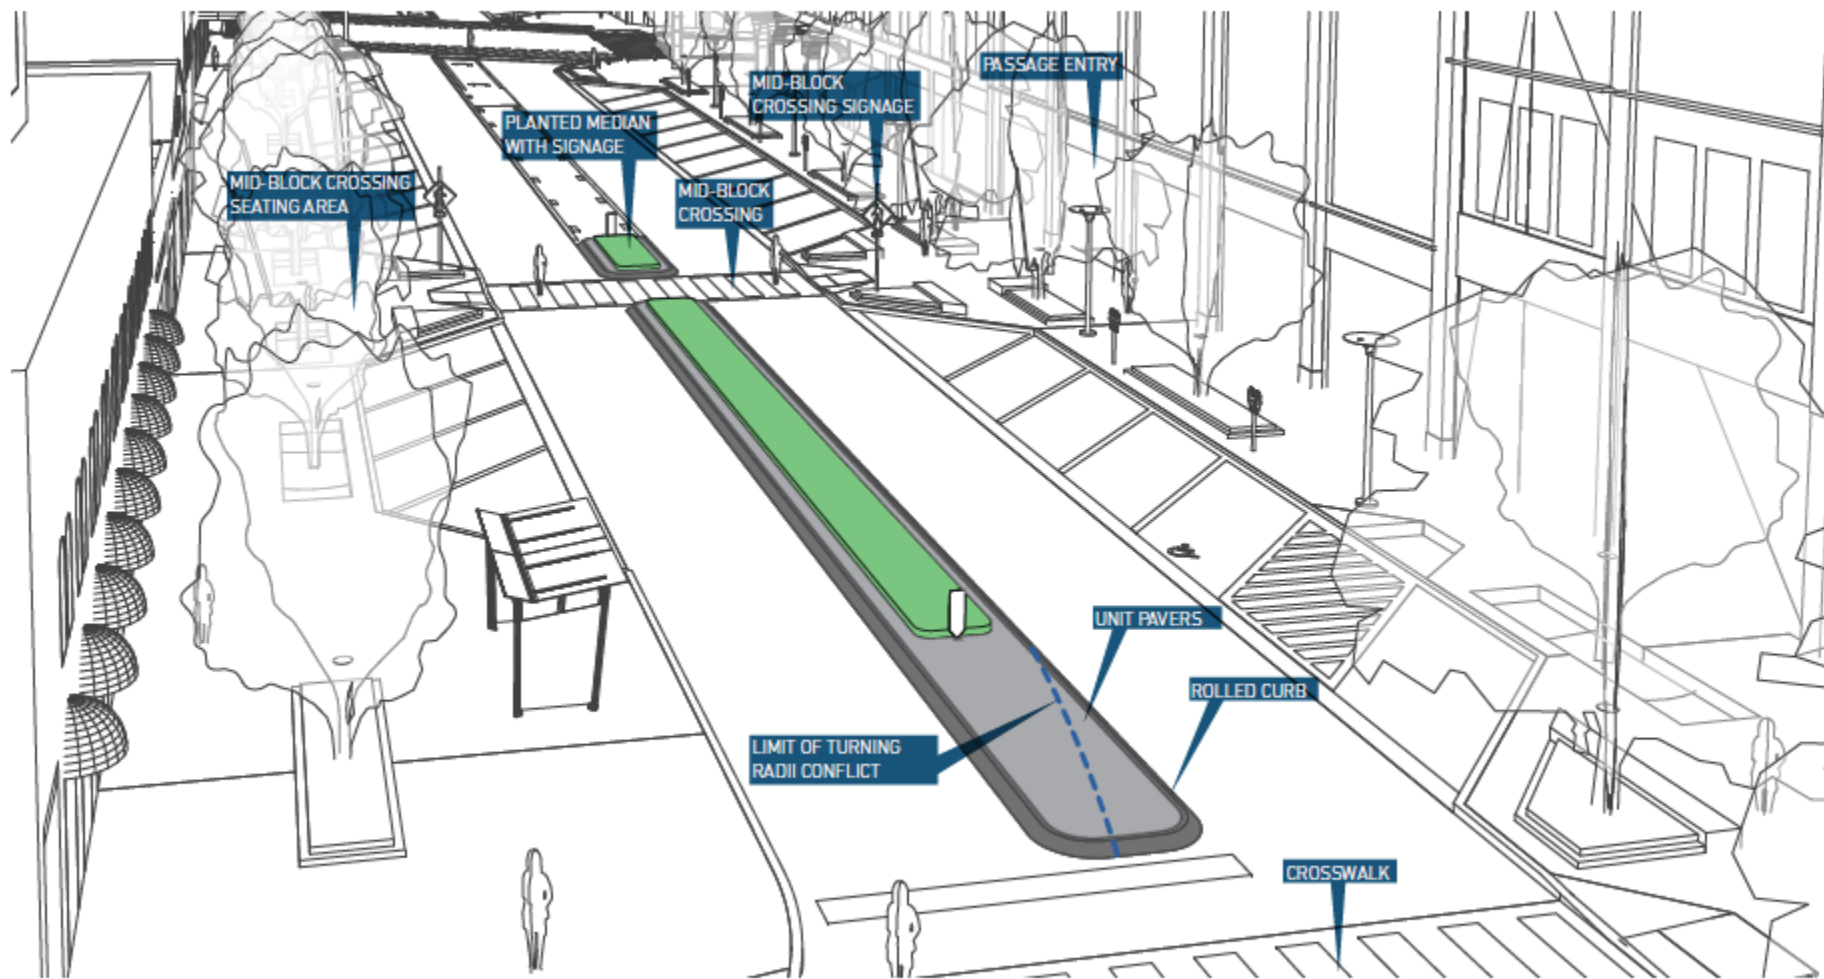 PASSAGE ENTRY
MID-BLOCK
CROSSING SIGNAGE
PLANTED MEDIAN
WITH SIGNAGE
MID-BLOCK CROSSING
SEATING AREA
MID-BLOCK
CROSSING
UNIT PAVERS
ROLLED CURB
LIMIT OF TURNING
RADII CONFLICT
CROSSWALK